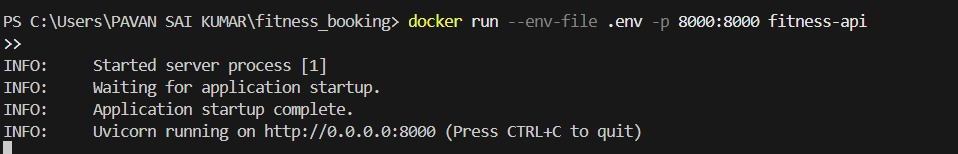 PS C:\Users\PAVAN SAI KUMAR\fitness_booking> docker run --env-file .env -p 8000:8000 fitness-api
>>
INFO:     Started server process [1]
INFO:     Waiting for application startup.
INFO:     Application startup complete.
INFO:     Uvicorn running on http://0.0.0.0:8000 (Press CTRL+C to quit)